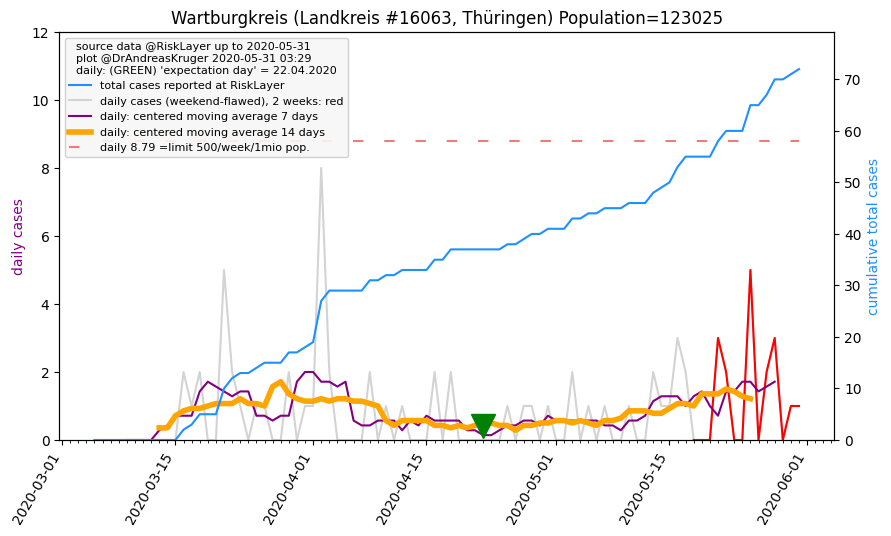 Wartburgkreis (Landkreis #16063, Thüringen) Population=123025
source data @RiskLayer up to 2020-05-31
plot @DrAndreasKruger 2020-05-31 03:29
daily: (GREEN) 'expectation day' = 22.04.2020
total cases reported at RiskLayer
daily cases (weekend-flawed), 2 weeks: red
daily: centered moving average 7 days
daily: centered moving average 14 days
daily 8.79 =limit 500/week/1mio pop.
daily cases
12
10
8
6
4
2
0
70
60
50
40
30
20
10
0
cumulative total cases
2020-03-01
2020-03-15
2020-04-01
2020-04-15
2020-05-01
2020-05-15
2020-06-01